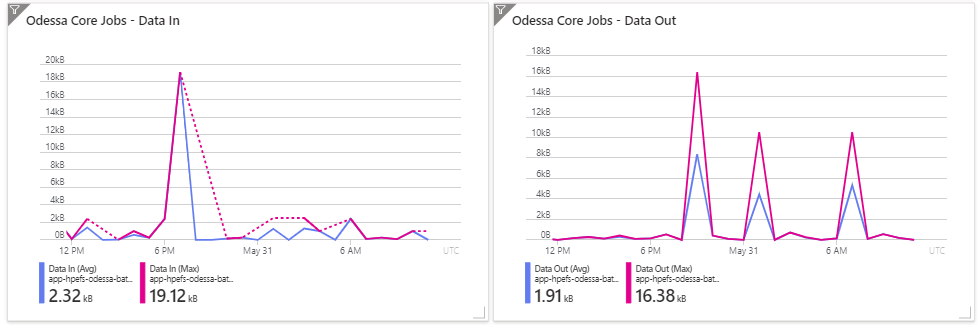 Odessa Core Jobs - Data In
20kB
18kB
16kB
14kB
12kB
10kB
8kB
6kB
4kB
2kB
0B
12 PM
6 PM
May 31
6 AM
UTC
Data In (Avg)
app-hpefs-odessa-bat...
2.32 kB
Data In (Max)
app-hpefs-odessa-bat...
19.12 kB
Odessa Core Jobs - Data Out
18kB
16kB
14kB
12kB
10kB
8kB
6kB
4kB
2kB
0B
12 PM
6 PM
May 31
6 AM
UTC
Data Out (Avg)
app-hpefs-odessa-bat...
1.91 kB
Data Out (Max)
app-hpefs-odessa-bat...
16.38 kB